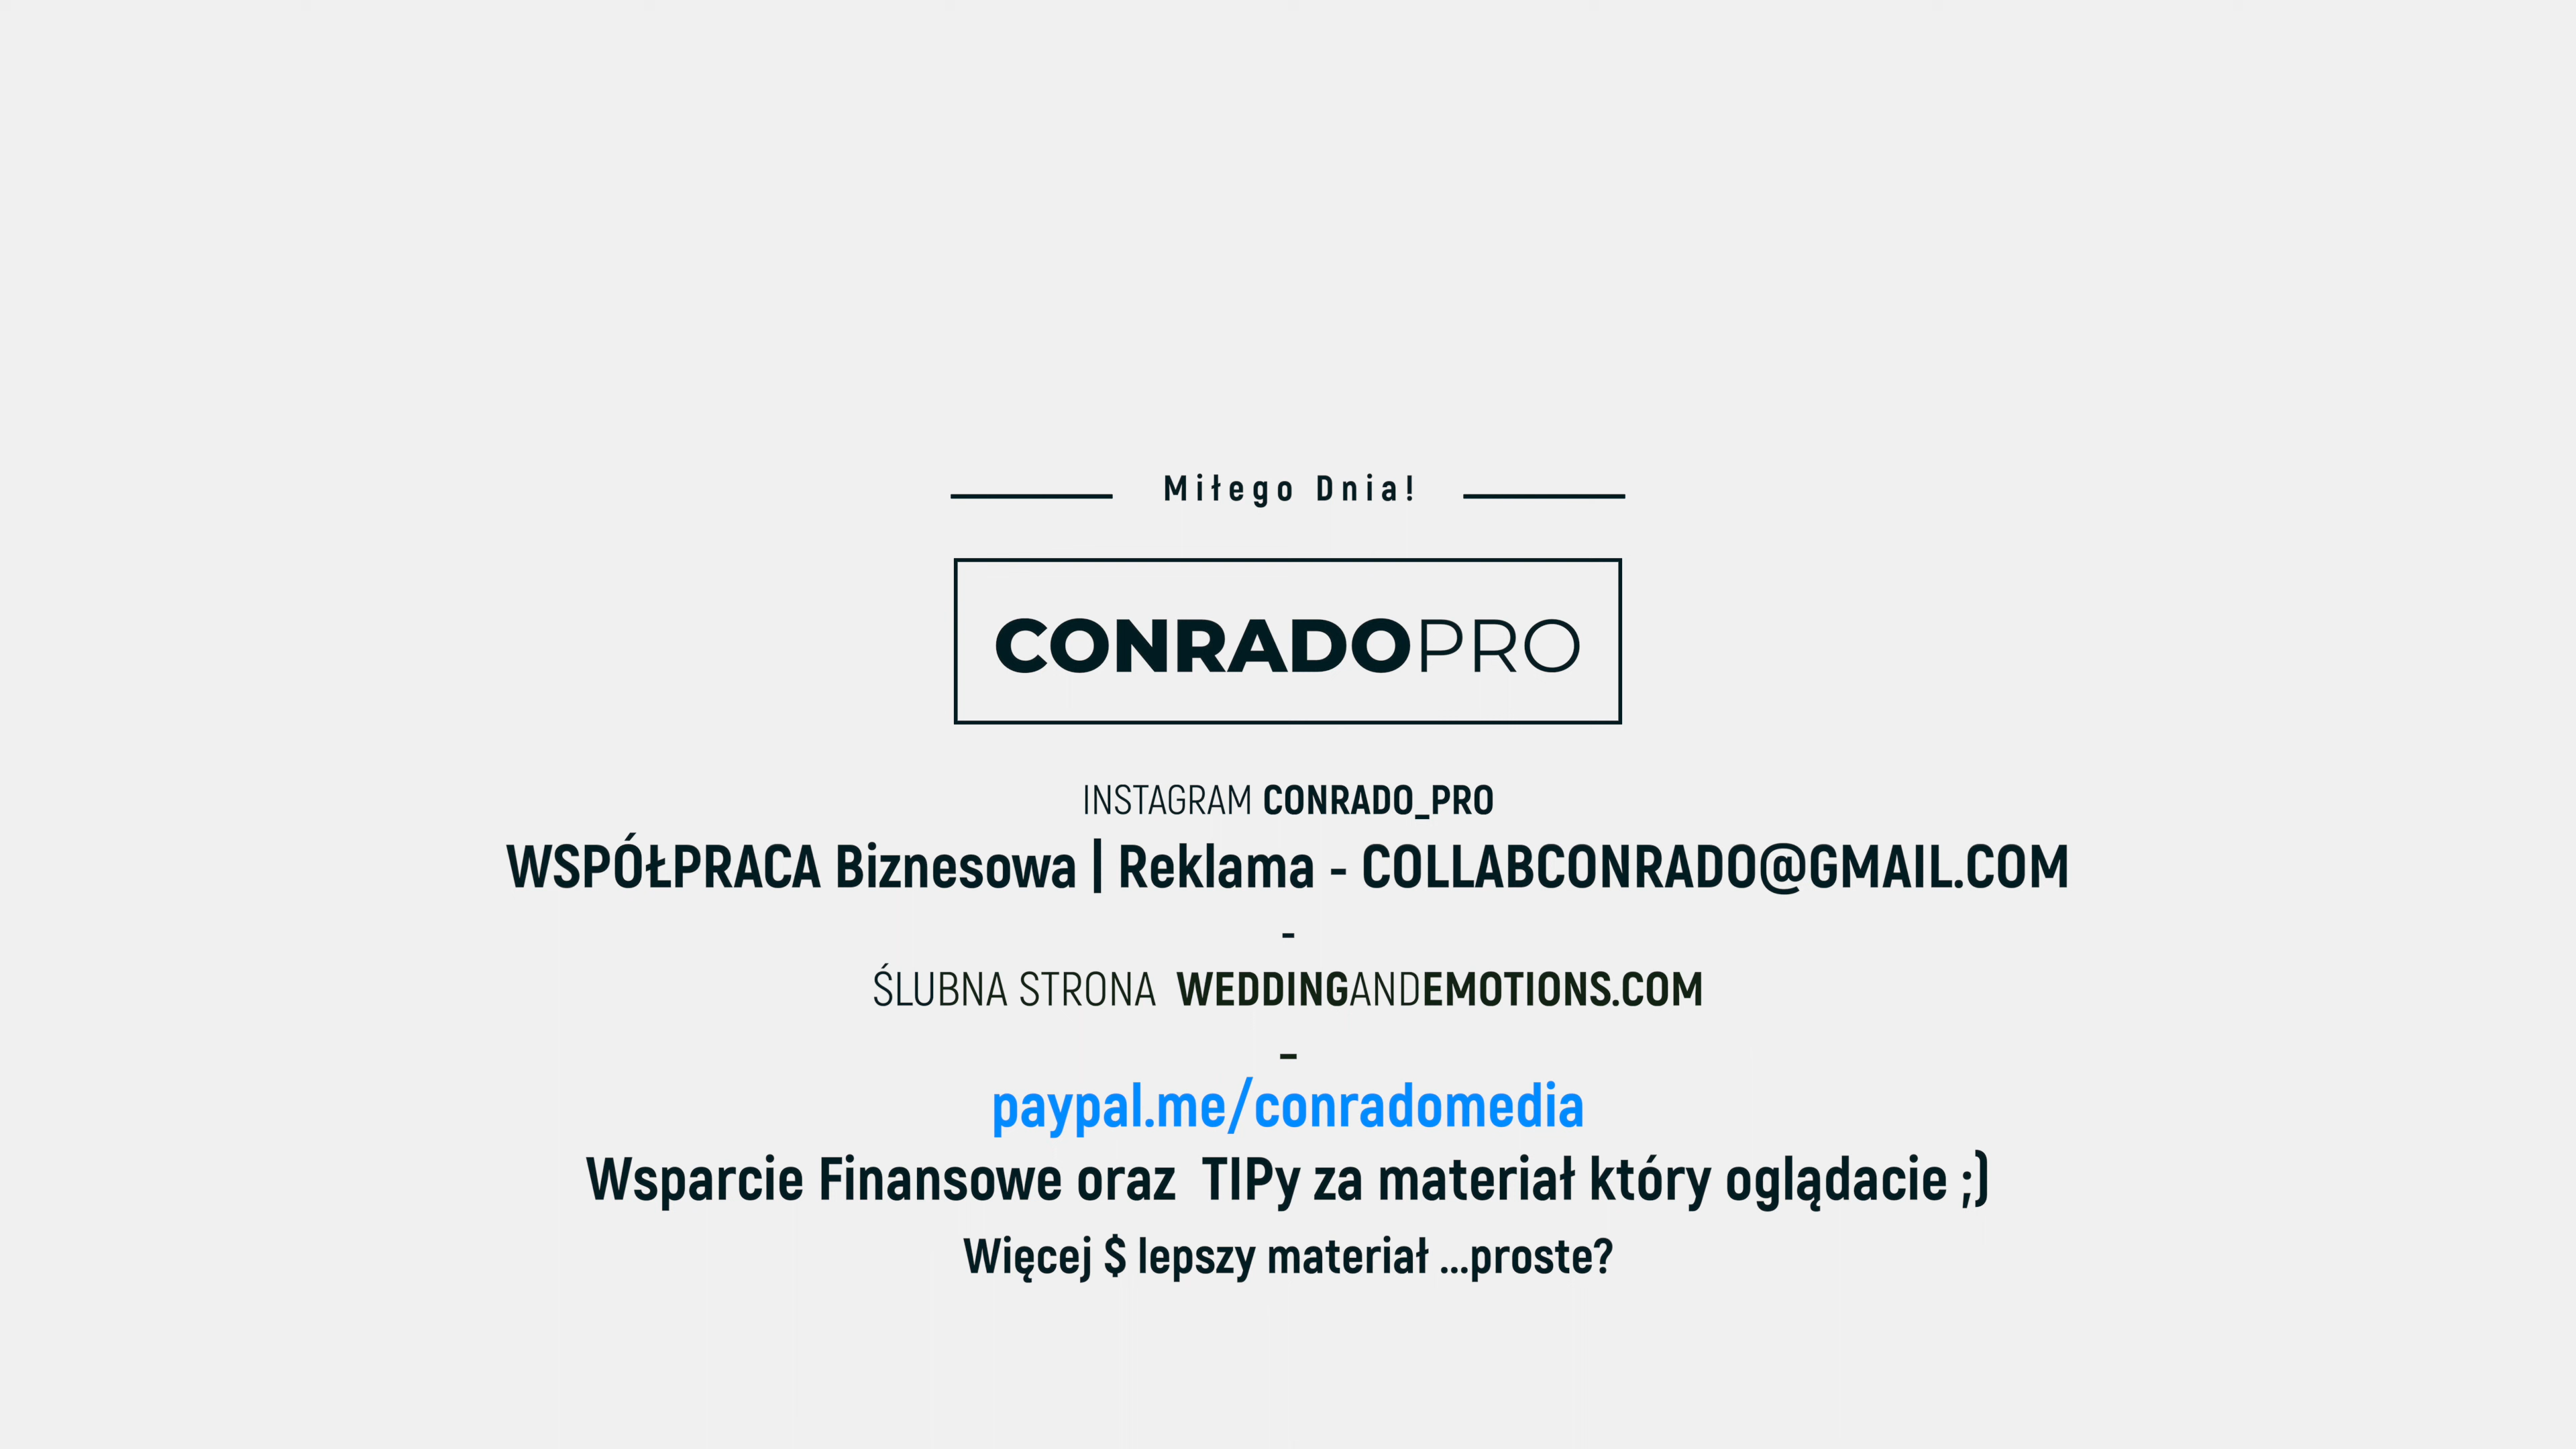 Miłego Dnia!
CONRADOPRO
INSTAGRAM CONRADO_PRO
WSPÓŁPRACA Biznesowa | Reklama - COLLABCONRADO@GMAIL.COM
-
ŚLUBNA STRONA WEDDINGANDEMOTIONS.COM
-
paypal.me/conradomedia
Wsparcie Finansowe oraz TIPy za materiał który oglądacie ;)
Więcej $ lepszy materiał ...proste?